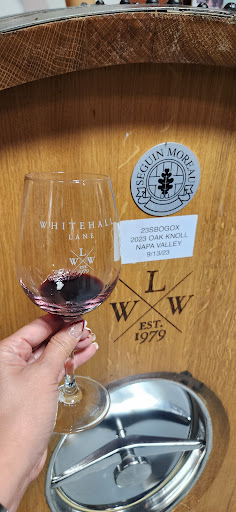 SEGUIN MOREAU
23SBOGOX
2023 OAK KNOLL
NAPA VALLEY
9/13/23
WHITEHALL
LANE
L
W W
L
W W
EST.
1979